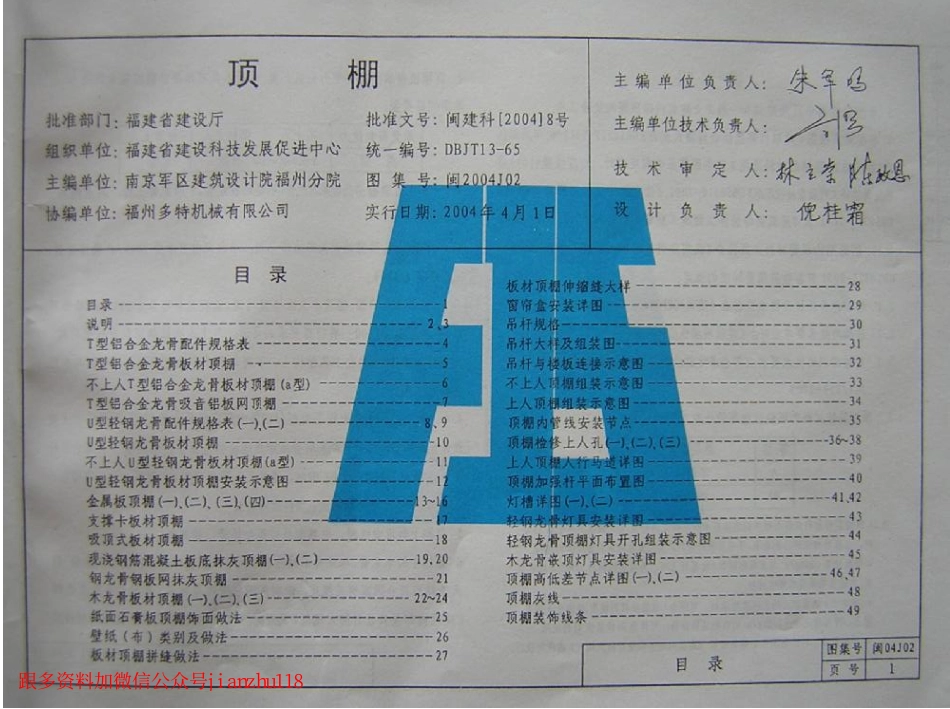 顶 棚
批准部门: 福建省建设厅
组织单位: 福建省建设科技发展促进中心
主编单位: 南京军区建筑设计院福州分院
协编单位: 福州多特机械有限公司
批准文号: 闽建科[2004]8号
统一编号: DBJT13-65
图 集 号: 闽2004J02
实行日期: 2004年4月1日
主编单位负责人:
主编单位技术负责人:
技 术 审 定 人:
设 计 负 责 人: 倪桂霜
目 录
目录 1
说明 2、3
T型铝合金龙骨配件规格表 4
T型铝合金龙骨板材顶棚 5
不上人T型铝合金龙骨板材顶棚(a型) 6
T型铝合金龙骨吸音铝板网顶棚 7
U型轻钢龙骨配件规格表(一)、(二) 8、9
U型轻钢龙骨板材顶棚 10
不上人U型轻钢龙骨板材顶棚(a型) 11
U型轻钢龙骨板材顶棚安装示意图 12
金属板顶棚(一)、(二)、(三)、(四) 13~16
支撑卡板材顶棚 17
吸顶式板材顶棚 18
现浇钢筋混凝土板底抹灰顶棚(一)、(二) 19、20
钢龙骨钢板网抹灰顶棚 21
木龙骨板材顶棚(一)、(二)、(三) 22~24
纸面石膏板顶棚饰面做法 25
壁纸(布)类别及做法 26
板材顶棚拼缝做法 27
板材顶棚伸缩缝大样 28
窗帘盒安装详图 29
吊杆规格 30
吊杆大样及组装图 31
吊杆与楼板连接示意图 32
不上人顶棚组装示意图 33
上人顶棚组装示意图 34
顶棚内管线安装节点 35
顶棚检修上人孔(一)、(二)、(三) 36~38
上人顶棚人行马道详图 39
顶棚加强杆平面布置图 40
灯槽详图(一)、(二) 41、42
轻钢龙骨灯具安装详图 43
轻钢龙骨顶棚灯具开孔组装示意图 44
木龙骨嵌顶灯具安装详图 45
顶棚高低差节点详图(一)、(二) 46、47
顶棚灰线 48
顶棚装饰线条 49
目 录
图集号 闽04J02
页 号 1
跟多资料加微信公众号jianzhu118